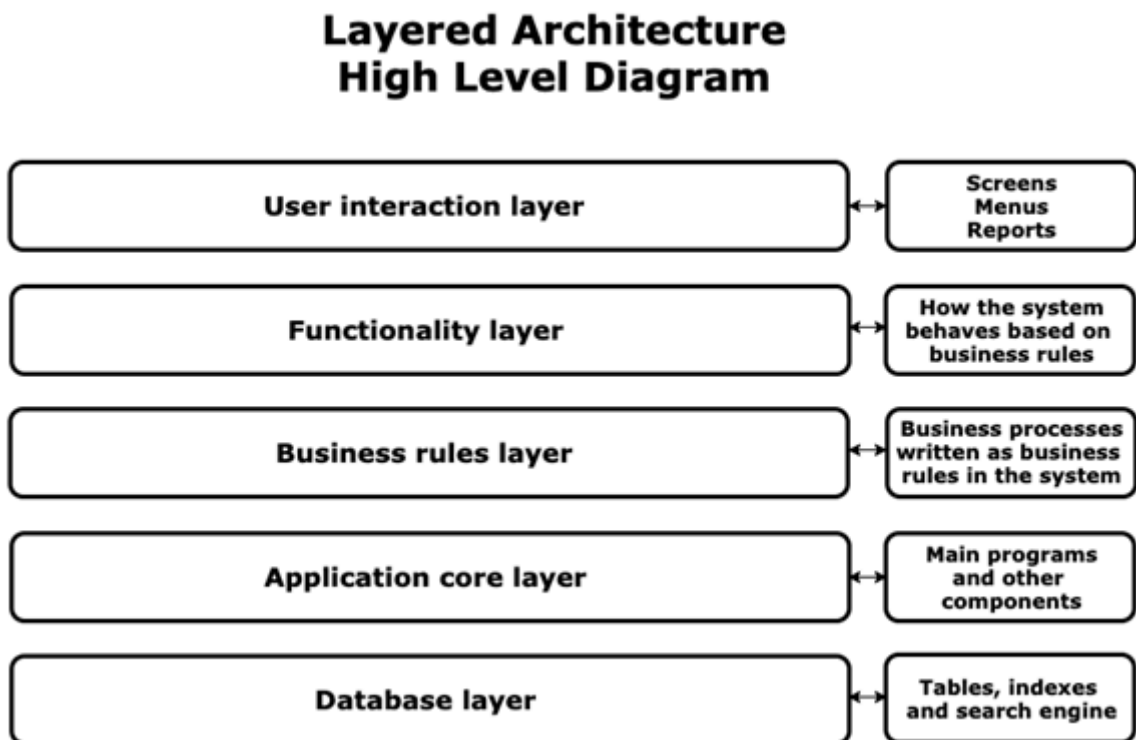 Layered Architecture
High Level Diagram
User interaction layer
Screens
Menus
Reports
Functionality layer
How the system
behaves based on
business rules
Business rules layer
Business processes
written as business
rules in the system
Application core layer
Main programs
and other
components
Database layer
Tables, indexes
and search engine